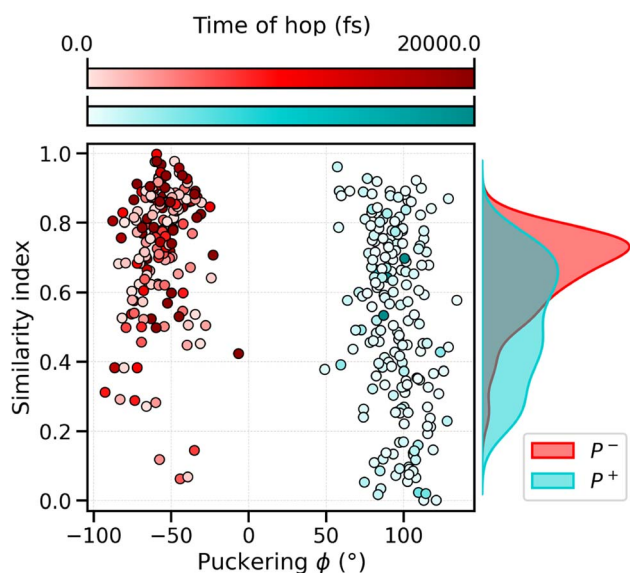 Time of hop (fs)
0.0 20000.0
1.0
0.8
0.6
0.4
0.2
0.0
Similarity index
−100 −50 0 50 100
Puckering ϕ (°)
P⁻
P⁺